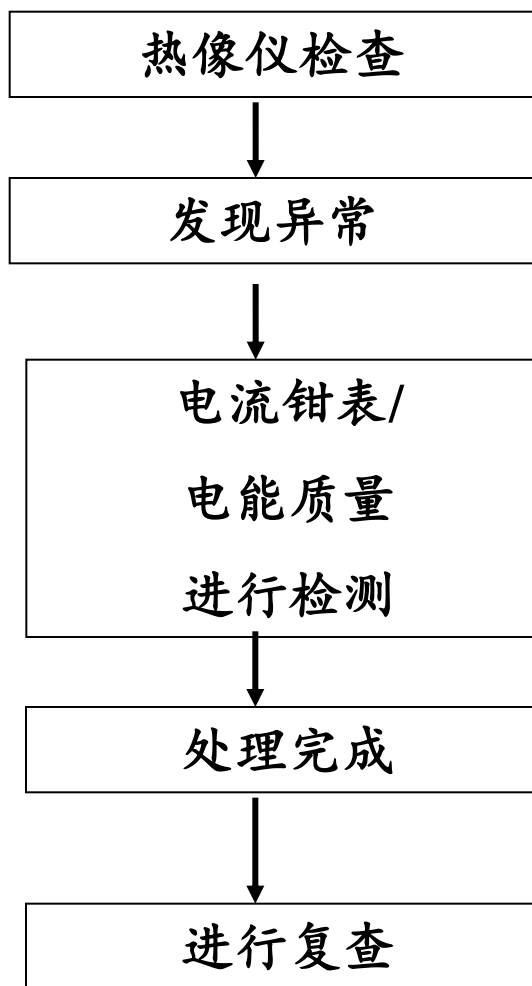 热像仪检查
发现异常
电流钳表/
电能质量
进行检测
处理完成
进行复查